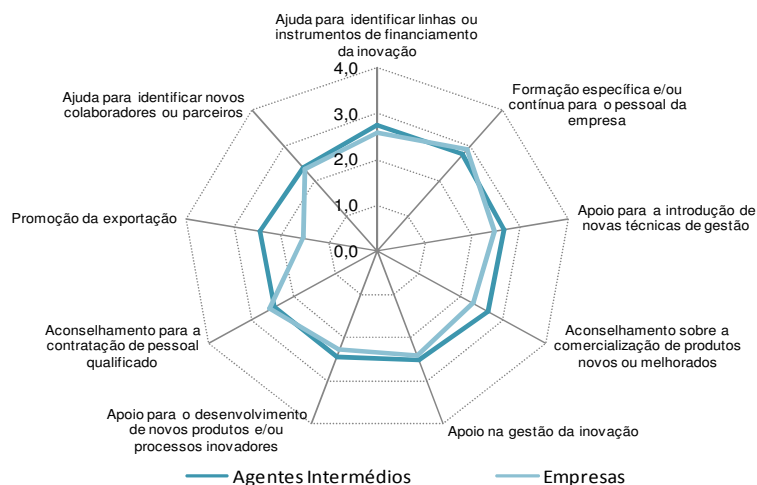 Ajuda para identificar linhas ou
instrumentos de financiamento
da inovação
4,0
3,0
2,0
1,0
0,0
Formação específica e/ou
contínua para o pessoal da
empresa
Apoio para a introdução de
novas técnicas de gestão
Aconselhamento sobre a
comercialização de produtos
novos ou melhorados
Apoio na gestão da inovação
Apoio para o desenvolvimento
de novos produtos e/ou
processos inovadores
Aconselhamento para a
contratação de pessoal
qualificado
Promoção da exportação
Ajuda para identificar novos
colaboradores ou parceiros
Agentes Intermédios
Empresas